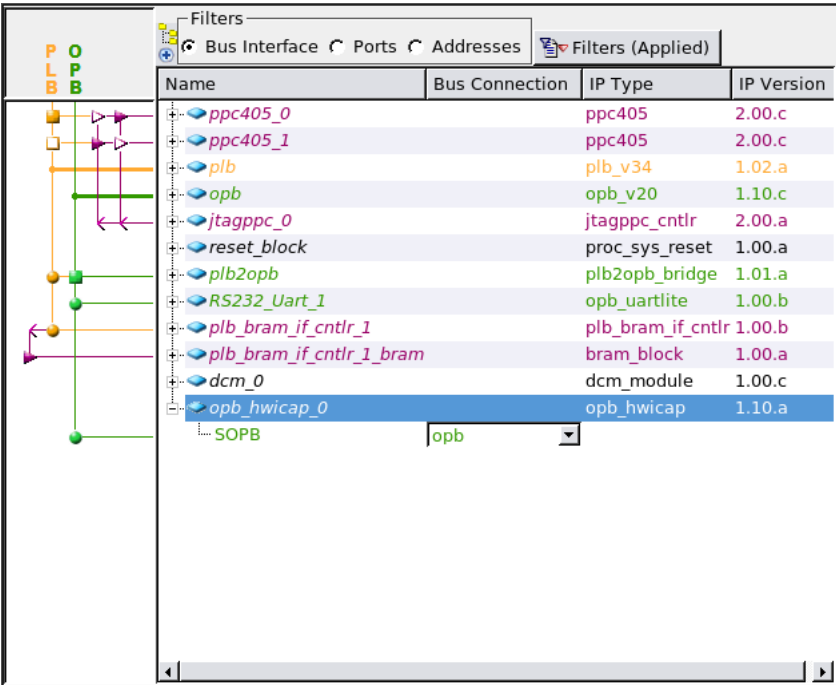 Filters
Bus Interface Ports Addresses Filters (Applied)
PLB OPB
Name Bus Connection IP Type IP Version
ppc405_0 ppc405 2.00.c
ppc405_1 ppc405 2.00.c
plb plb_v34 1.02.a
opb opb_v20 1.10.c
jtagppc_0 jtagppc_cntlr 2.00.a
reset_block proc_sys_reset 1.00.a
plb2opb plb2opb_bridge 1.01.a
RS232_Uart_1 opb_uartlite 1.00.b
plb_bram_if_cntlr_1 plb_bram_if_cntlr 1.00.b
plb_bram_if_cntlr_1_bram bram_block 1.00.a
dcm_0 dcm_module 1.00.c
opb_hwicap_0 opb_hwicap 1.10.a
SOPB opb